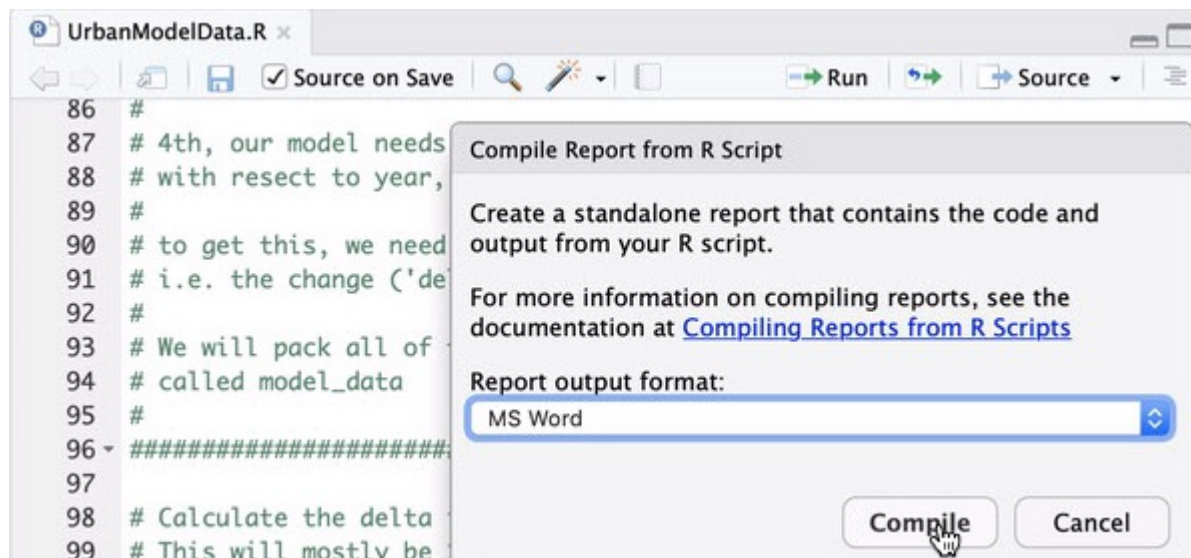 UrbanModelData.R
Source on Save
Run
Source
86 #
87 # 4th, our model needs
88 # with resect to year,
89 #
90 # to get this, we need
91 # i.e. the change ('de
92 #
93 # We will pack all of
94 # called model_data
95 #
96 ######################
97
98 # Calculate the delta
99 # This will mostly be
Compile Report from R Script
Create a standalone report that contains the code and
output from your R script.
For more information on compiling reports, see the
documentation at Compiling Reports from R Scripts
Report output format:
MS Word
Compile
Cancel